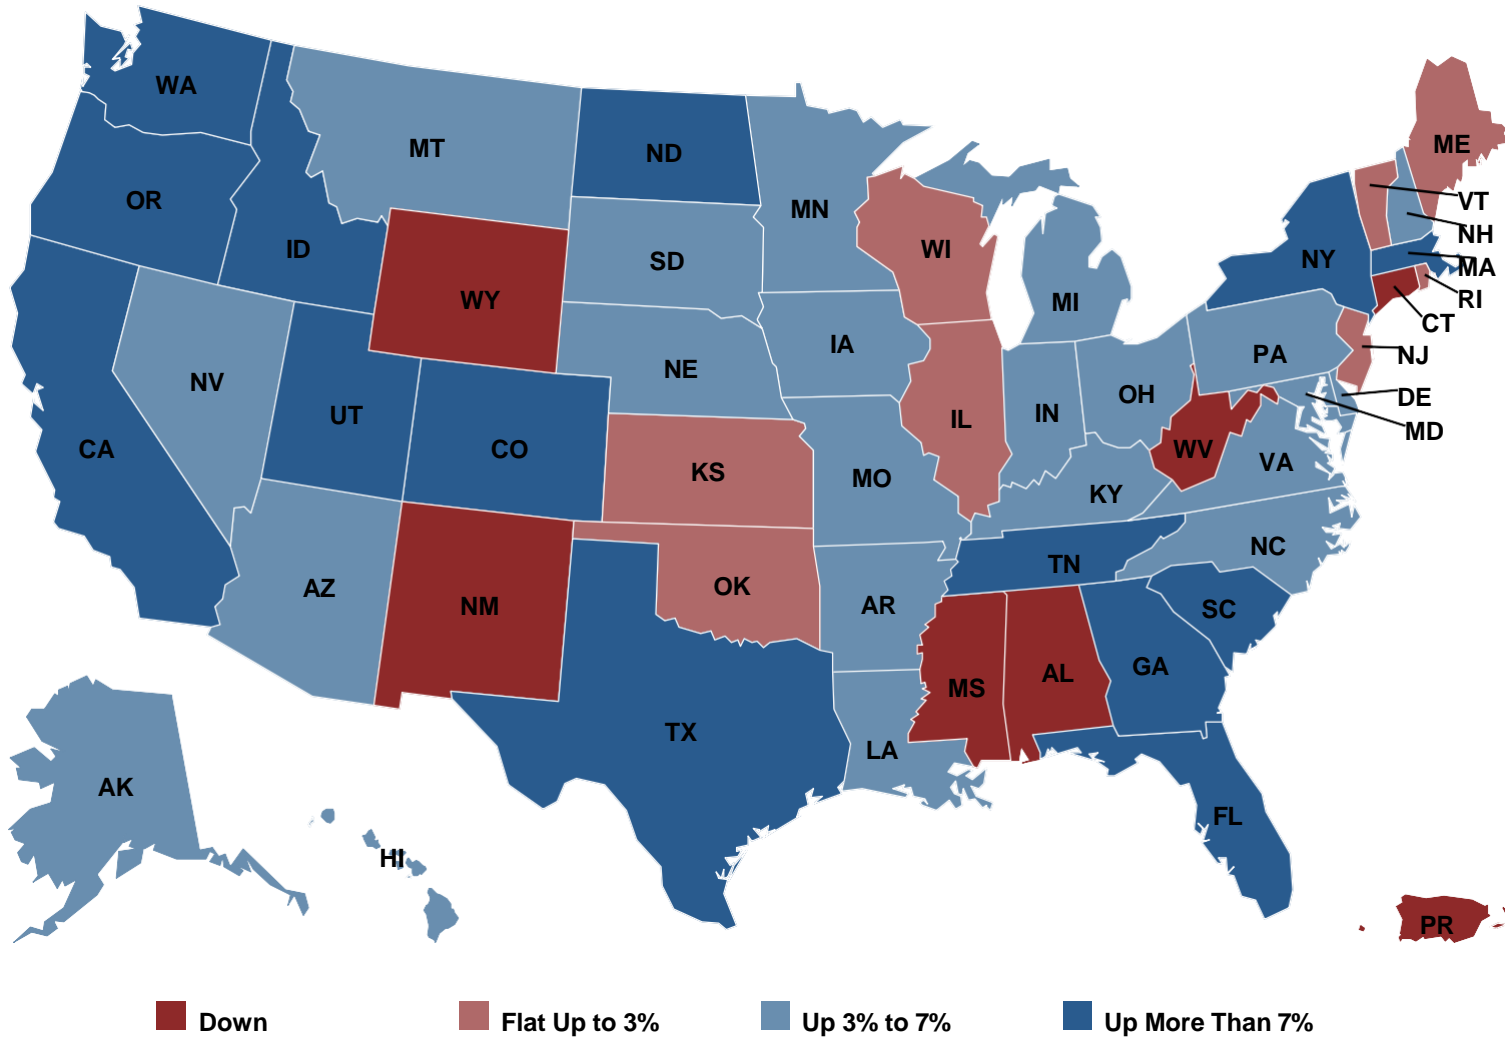 WA
MT
ND
ME
OR
MN
VT
ID
SD
WI
NY
NH
MA
WY
MI
RI
CT
NV
NE
IA
PA
NJ
UT
CO
IL
IN
OH
DE
CA
MD
KS
MO
WV
VA
KY
AZ
NM
OK
AR
TN
NC
SC
MS
AL
GA
TX
LA
AK
HI
FL
PR
Down
Flat Up to 3%
Up 3% to 7%
Up More Than 7%